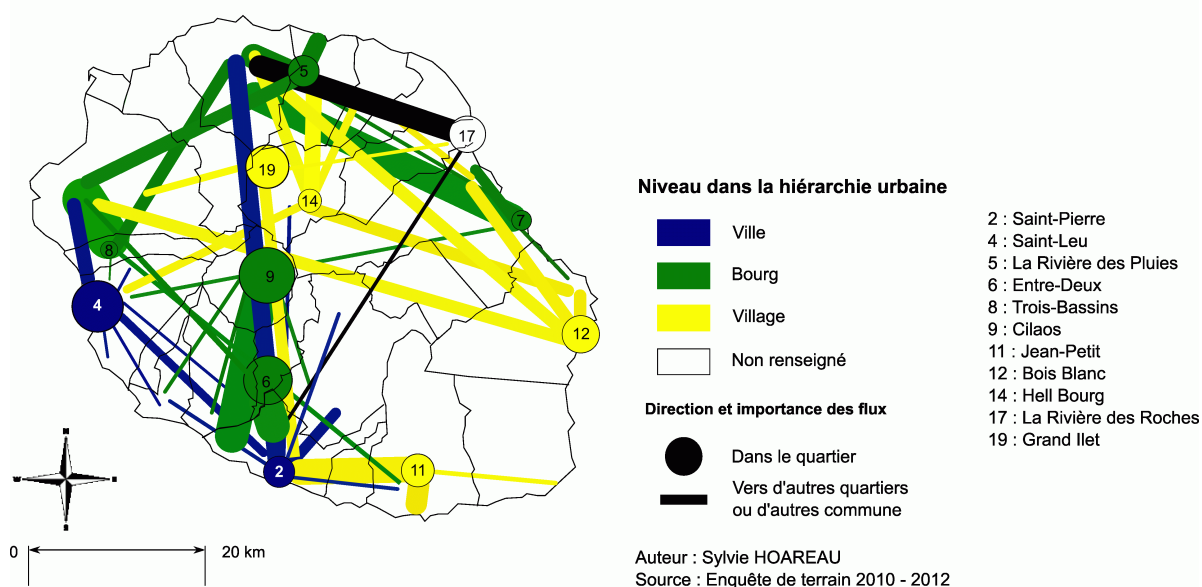 5
17
19
14
7
8
9
4
12
6
2
11
0
20 km
Niveau dans la hiérarchie urbaine
Ville
Bourg
Village
Non renseigné
Direction et importance des flux
Dans le quartier
Vers d'autres quartiers
ou d'autres commune
Auteur : Sylvie HOAREAU
Source : Enquête de terrain 2010 - 2012
2 : Saint-Pierre
4 : Saint-Leu
5 : La Rivière des Pluies
6 : Entre-Deux
8 : Trois-Bassins
9 : Cilaos
11 : Jean-Petit
12 : Bois Blanc
14 : Hell Bourg
17 : La Rivière des Roches
19 : Grand Ilet